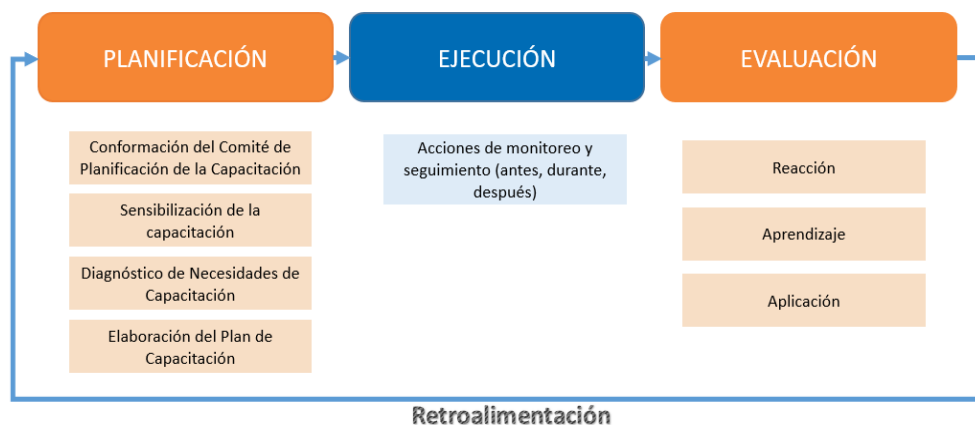 PLANIFICACIÓN
EJECUCIÓN
EVALUACIÓN
Conformación del Comité de
Planificación de la Capacitación
Sensibilización de la
capacitación
Diagnóstico de Necesidades de
Capacitación
Elaboración del Plan de
Capacitación
Acciones de monitoreo y
seguimiento (antes, durante,
después)
Reacción
Aprendizaje
Aplicación
Retroalimentación